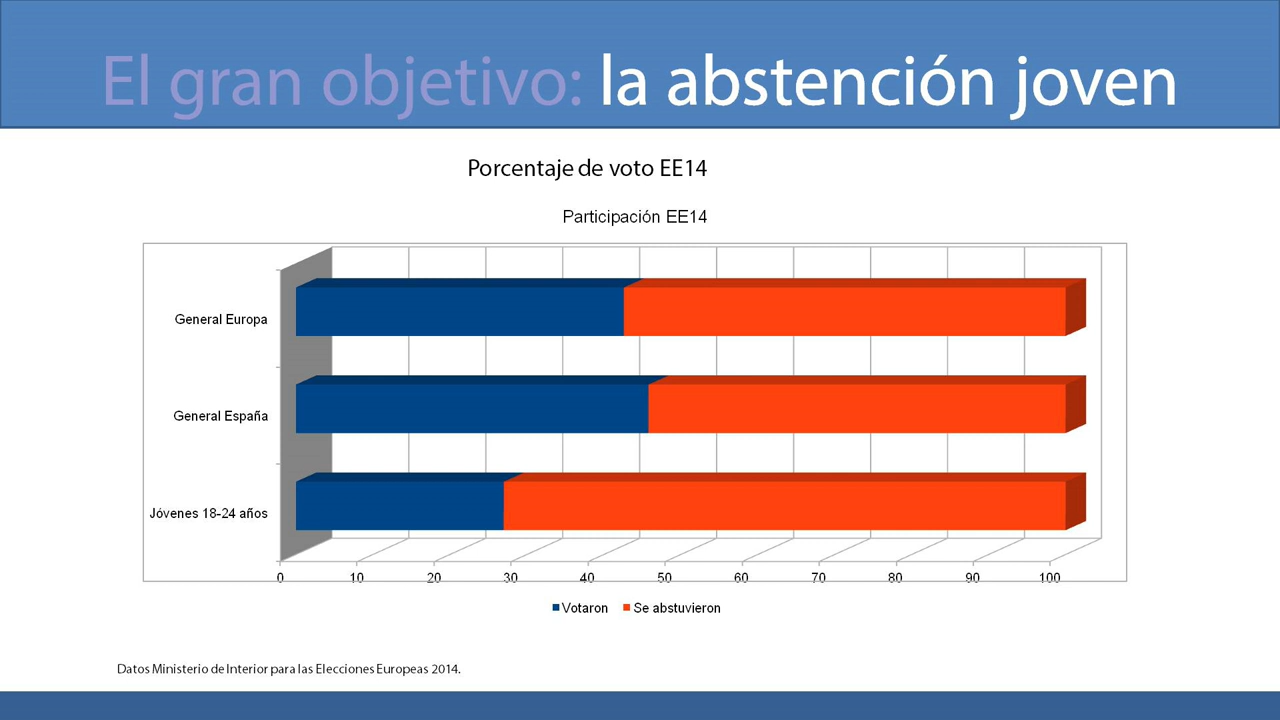 El gran objetivo: la abstención joven
Porcentaje de voto EE14
Participación EE14
General Europa
General España
Jóvenes 18-24 años
0 10 20 30 40 50 60 70 80 90 100
Votaron Se abstuvieron
Datos Ministerio de Interior para las Elecciones Europeas 2014.